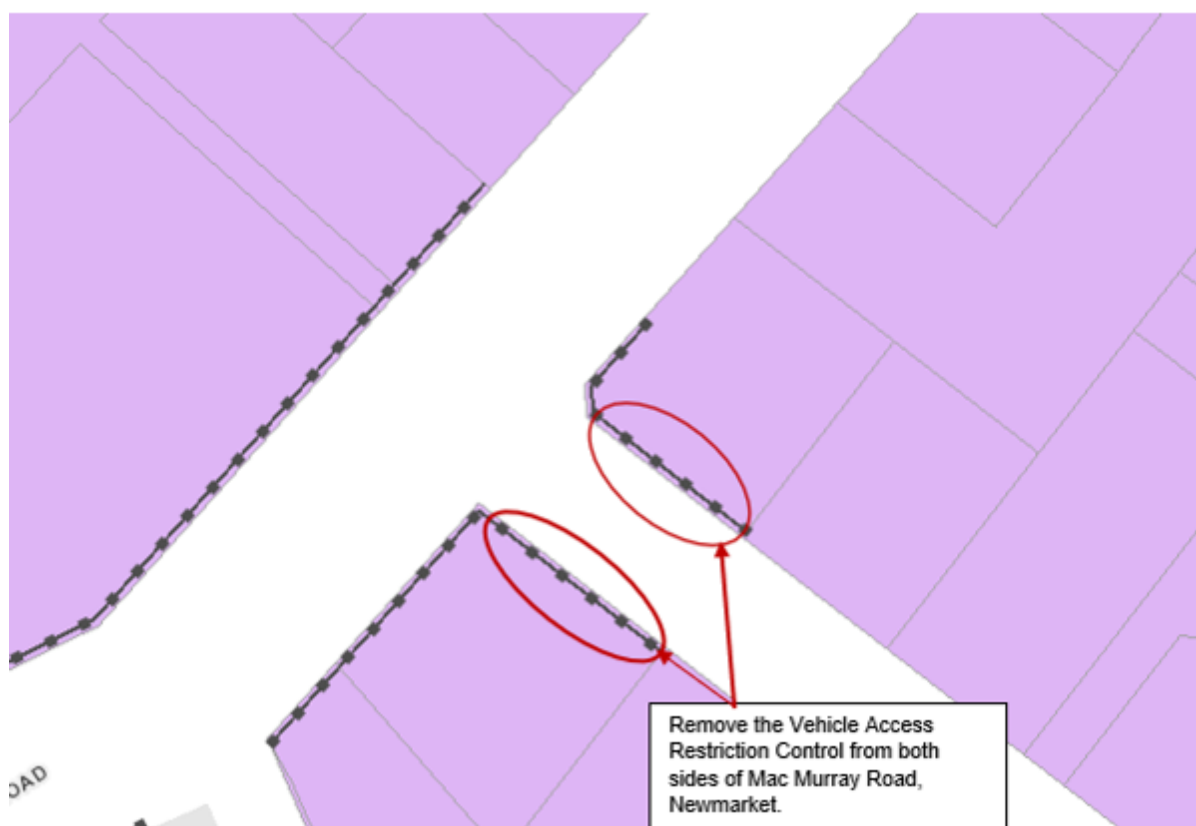 Remove the Vehicle Access
Restriction Control from both
sides of Mac Murray Road,
Newmarket.
OAD